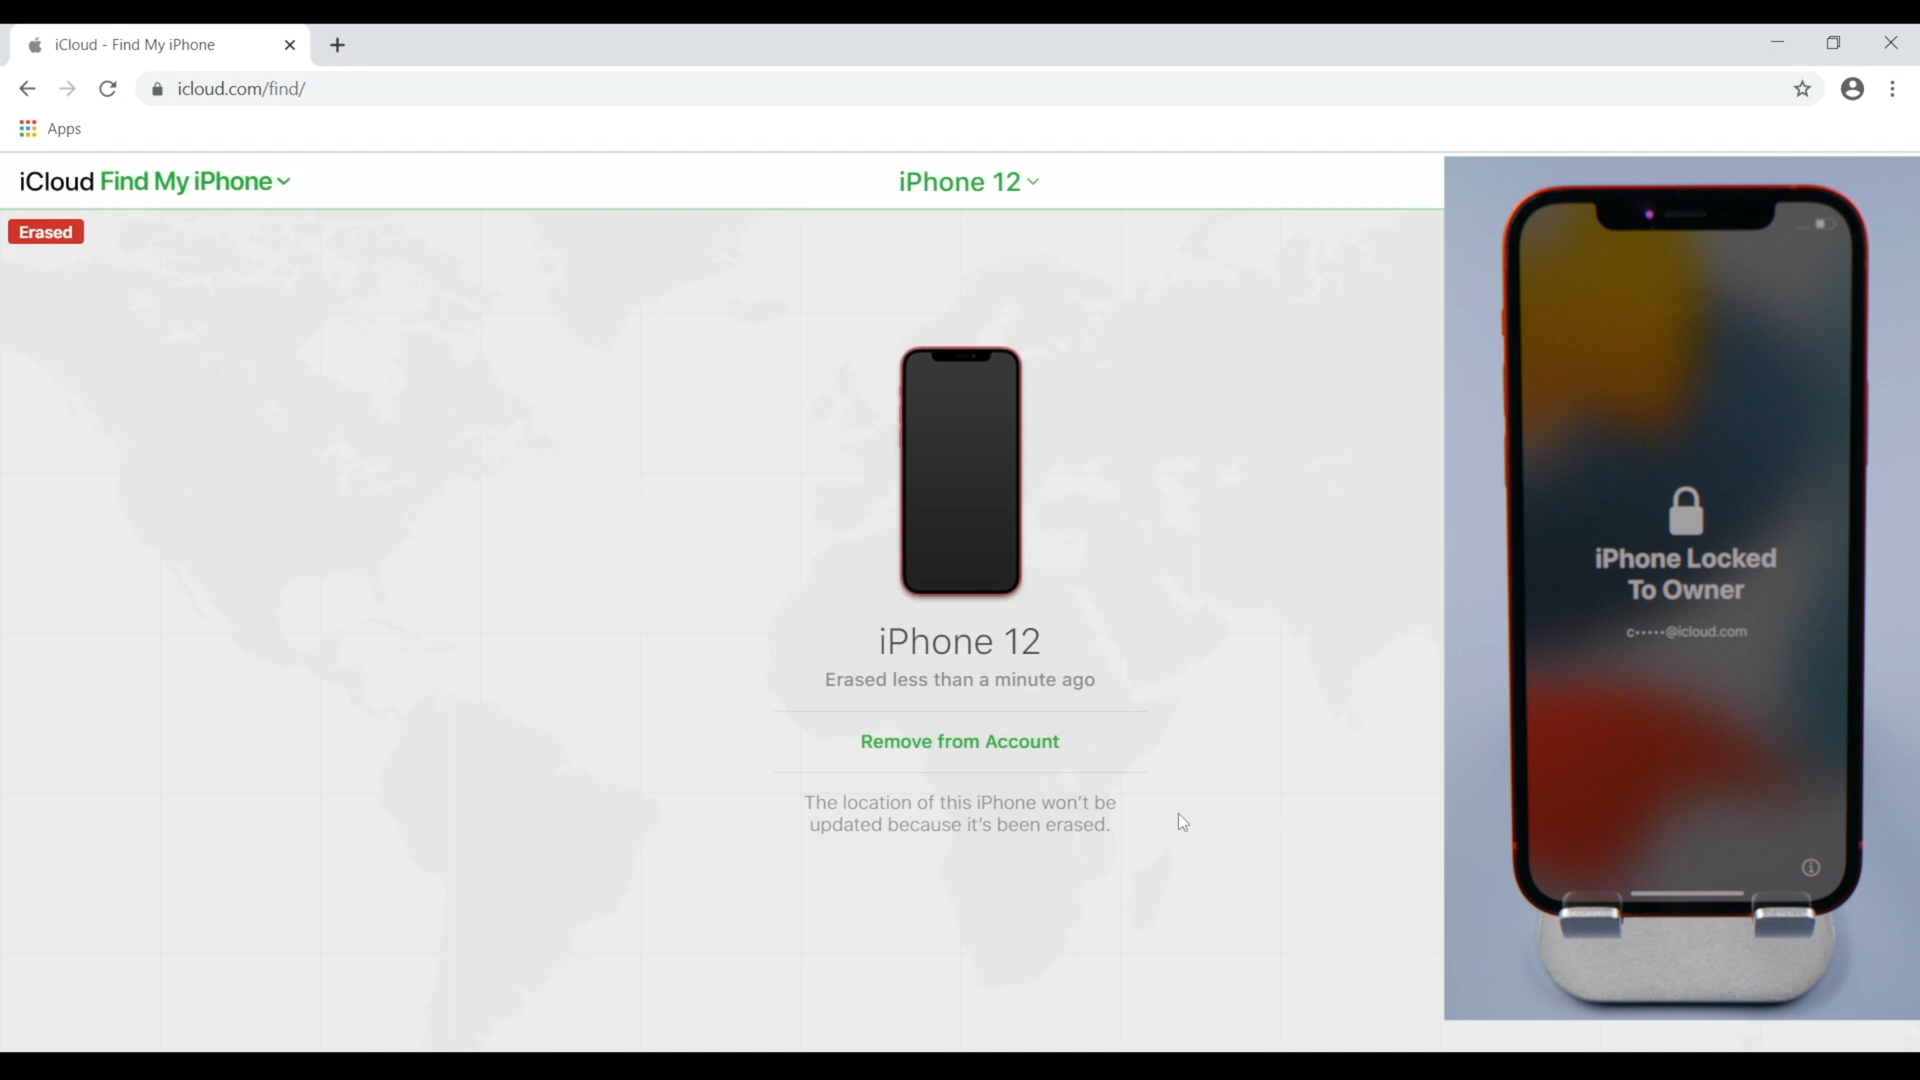 iCloud - Find My iPhone
icloud.com/find/
Apps
iCloud Find My iPhone
iPhone 12
Erased
iPhone 12
Erased less than a minute ago
Remove from Account
The location of this iPhone won't be
updated because it's been erased.
iPhone Locked
To Owner
c•••••@icloud.com